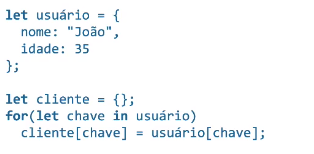 let usuário = {
  nome: "João",
  idade: 35
};

let cliente = {};
for(let chave in usuário)
  cliente[chave] = usuário[chave];